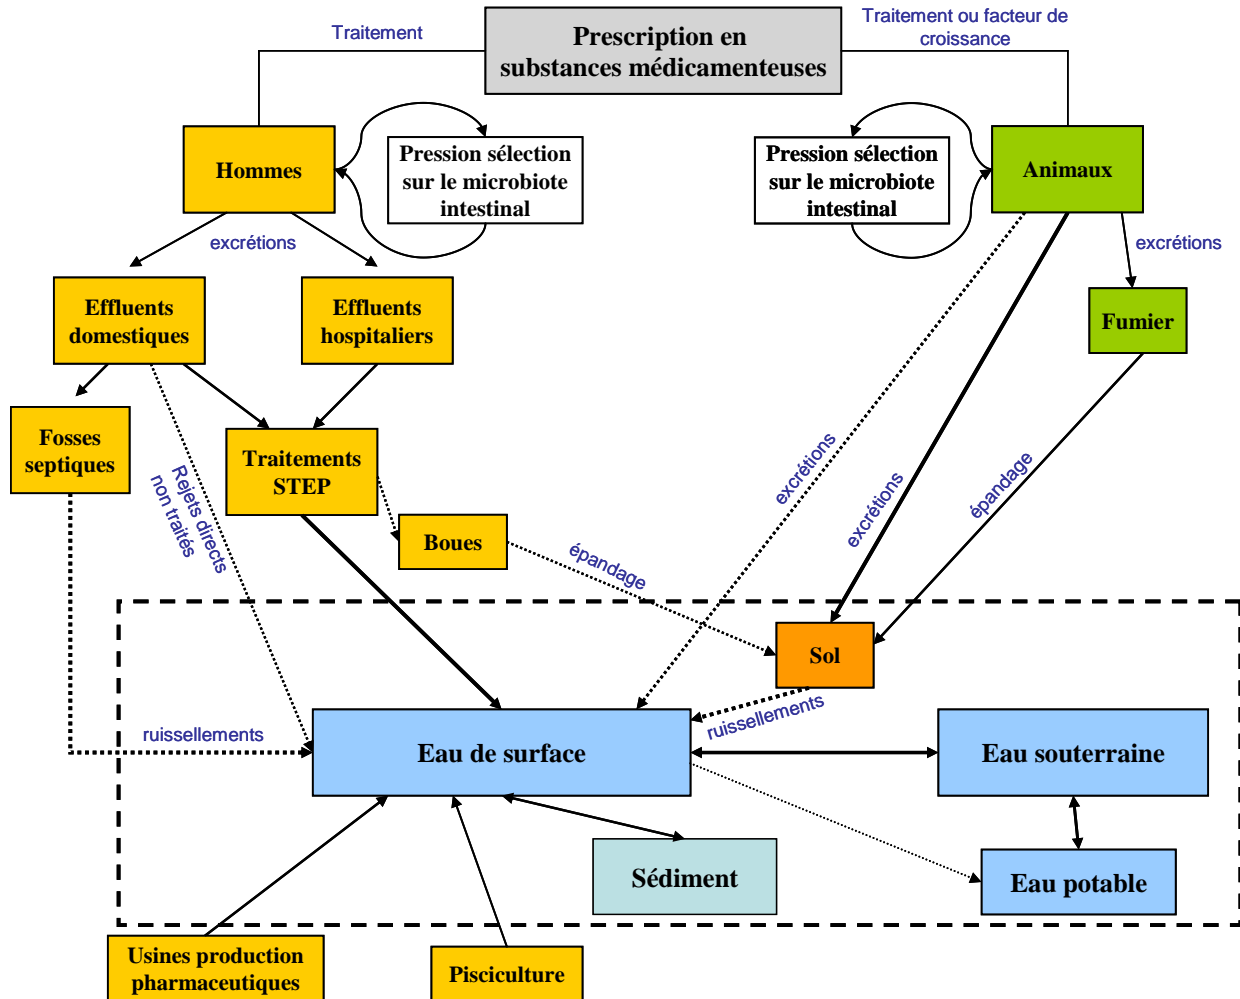 Traitement
Prescription en
substances médicamenteuses
Traitement ou facteur de
croissance
Hommes
Pression sélection
sur le microbiote
intestinal
Pression sélection
sur le microbiote
intestinal
Animaux
excrétions
excrétions
Effluents
domestiques
Effluents
hospitaliers
Fumier
Fosses
septiques
Traitements
STEP
Rejets directs
non traités
Boues
épandage
excrétions
excrétions
épandage
Sol
ruissellements
ruissellements
Eau de surface
Eau souterraine
Sédiment
Eau potable
Usines production
pharmaceutiques
Pisciculture